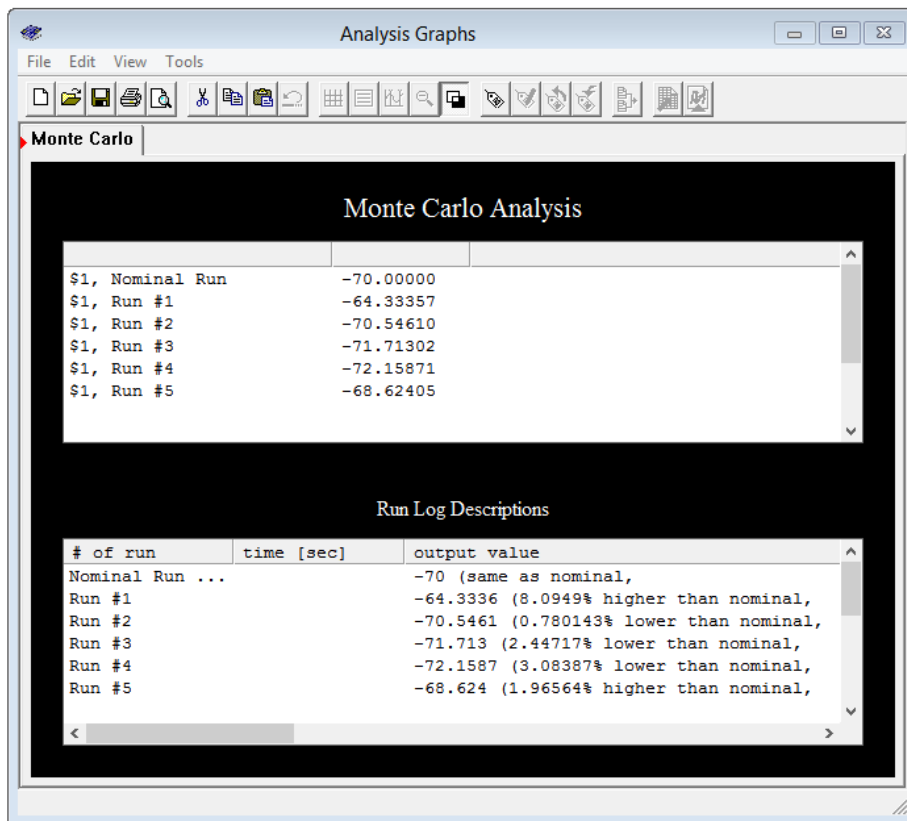 Analysis Graphs
File Edit View Tools
Monte Carlo
Monte Carlo Analysis
$1, Nominal Run -70.00000
$1, Run #1 -64.33357
$1, Run #2 -70.54610
$1, Run #3 -71.71302
$1, Run #4 -72.15871
$1, Run #5 -68.62405
Run Log Descriptions
# of run time [sec] output value
Nominal Run ... -70 (same as nominal,
Run #1 -64.3336 (8.0949% higher than nominal,
Run #2 -70.5461 (0.780143% lower than nominal,
Run #3 -71.713 (2.44717% lower than nominal,
Run #4 -72.1587 (3.08387% lower than nominal,
Run #5 -68.624 (1.96564% higher than nominal,